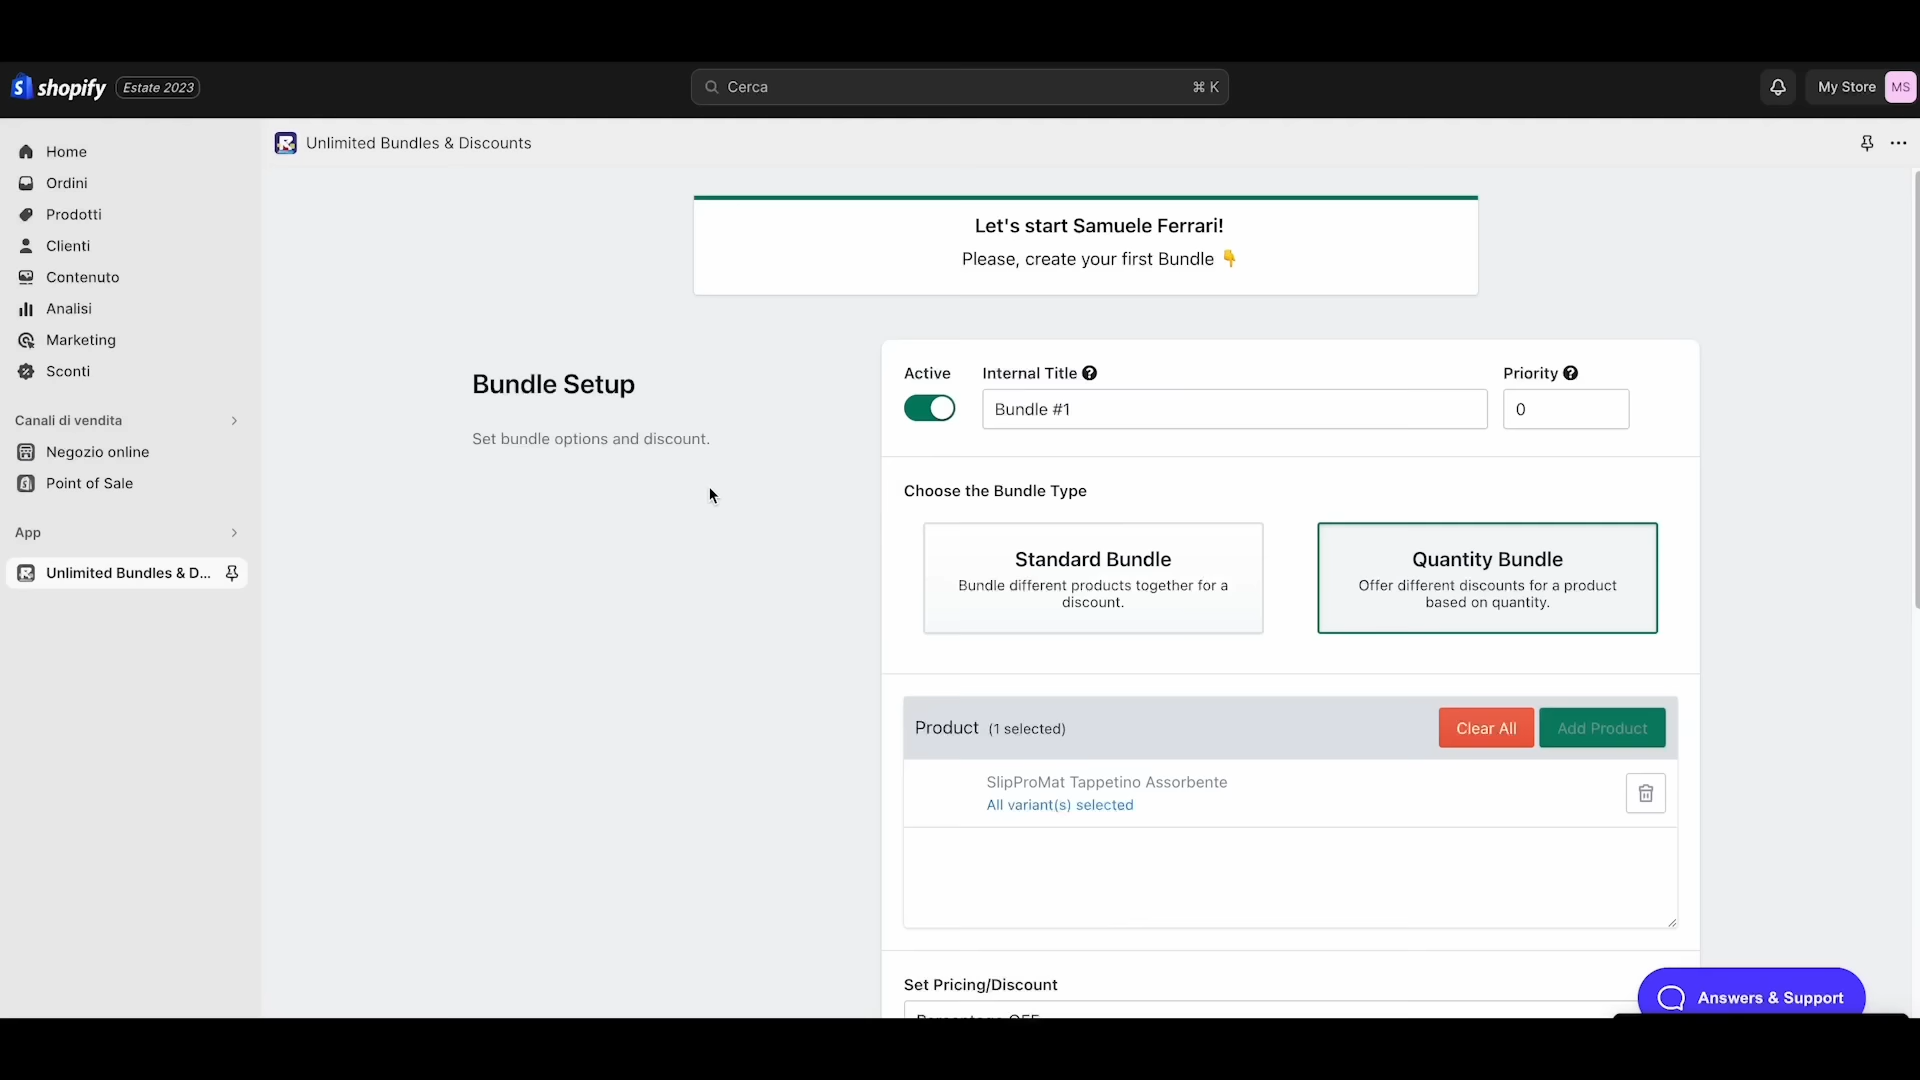 shopify Estate 2023
Cerca ⌘ K
My Store MS
Home
Ordini
Prodotti
Clienti
Contenuto
Analisi
Marketing
Sconti
Canali di vendita
Negozio online
Point of Sale
App
Unlimited Bundles & D...
Unlimited Bundles & Discounts
Let's start Samuele Ferrari!
Please, create your first Bundle 👇
Bundle Setup
Set bundle options and discount.
Active Internal Title Priority
Bundle #1 0
Choose the Bundle Type
Standard Bundle
Bundle different products together for a
discount.
Quantity Bundle
Offer different discounts for a product
based on quantity.
Product (1 selected) Clear All Add Product
SlipProMat Tappetino Assorbente
All variant(s) selected
Set Pricing/Discount
Percentage OFF
Answers & Support